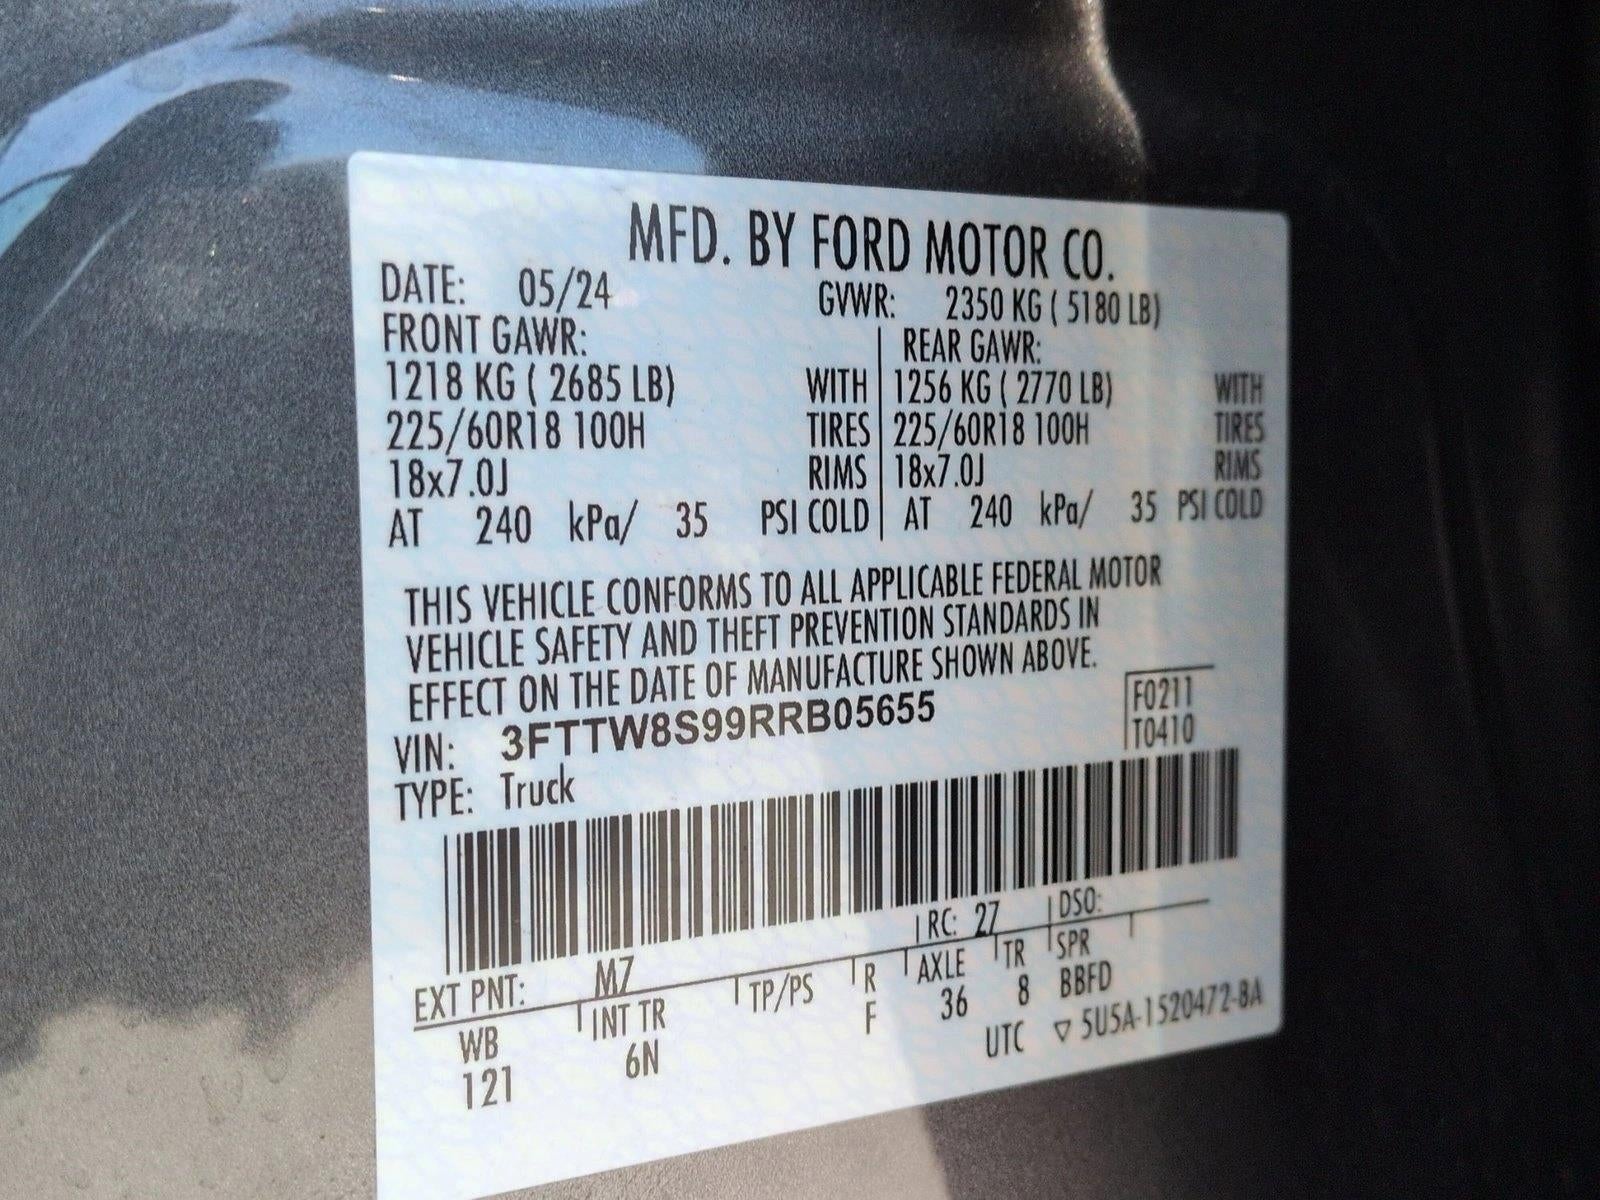 MFD. BY FORD MOTOR CO.
DATE: 05/24 GVWR: 2350 KG ( 5180 LB)
FRONT GAWR: REAR GAWR:
1218 KG ( 2685 LB) WITH 1256 KG ( 2770 LB) WITH
225/60R18 100H TIRES 225/60R18 100H TIRES
18x7.0J RIMS 18x7.0J RIMS
AT 240 kPa/ 35 PSI COLD AT 240 kPa/ 35 PSI COLD
THIS VEHICLE CONFORMS TO ALL APPLICABLE FEDERAL MOTOR
VEHICLE SAFETY AND THEFT PREVENTION STANDARDS IN
EFFECT ON THE DATE OF MANUFACTURE SHOWN ABOVE.
VIN: 3FTTW8S99RRB05655 F0211
TYPE: Truck T0410
EXT PNT: M7 RC: 27 DSO:
WB INT TR TP/PS R AXLE TR SPR
121 6N F 36 8 BBFD
UTC ▽ 5U5A-1520472-BA